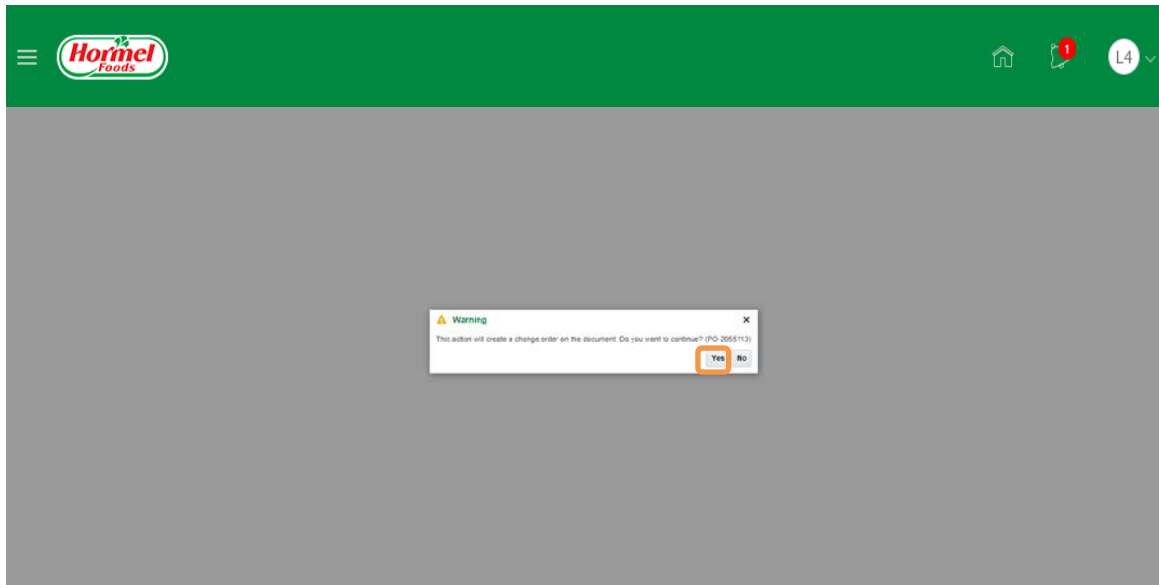 Hormel
Foods
1
L4
Warning
This action will create a change order on the document. Do you want to continue? (PO-2055113)
Yes No